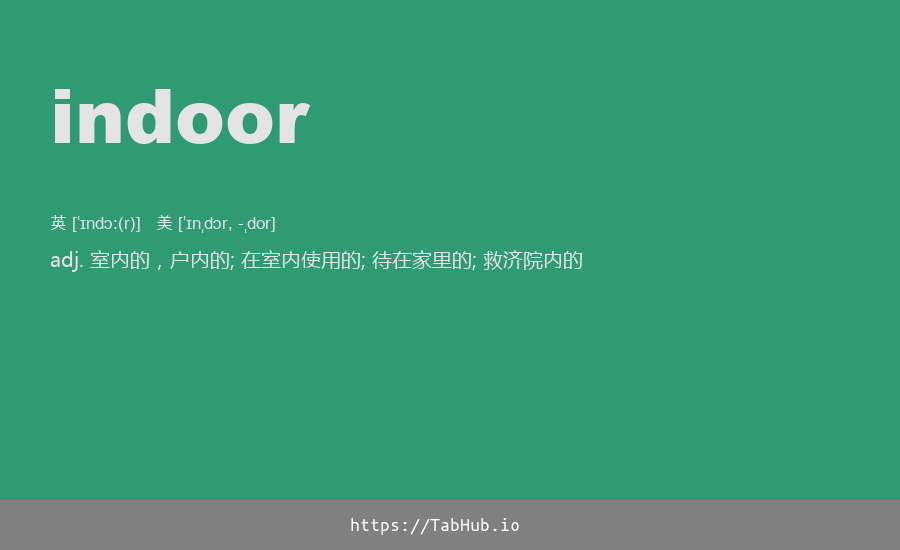 indoor
英 [ˈɪndɔː(r)] 美 [ˈɪnˌdɔr, -ˌdor]
adj. 室内的，户内的; 在室内使用的; 待在家里的; 救济院内的
https://TabHub.io